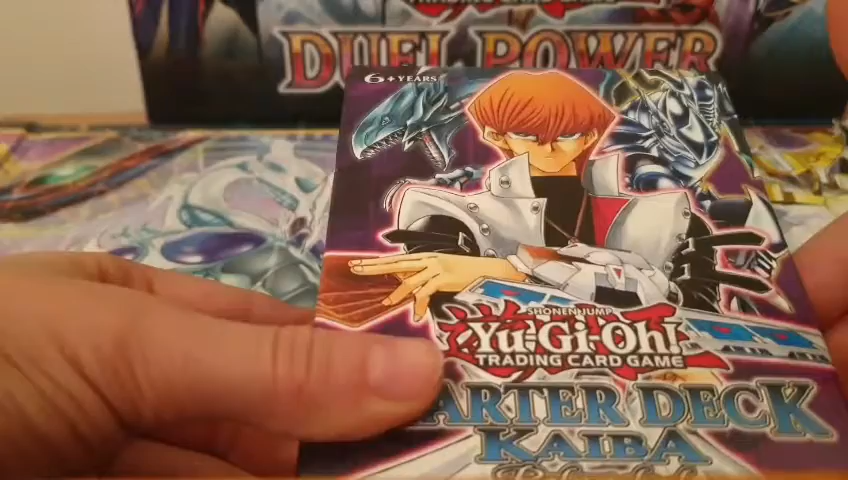 DUEL POWER
6+ YEARS
SHONEN JUMP
Yu-Gi-Oh!
TRADING CARD GAME
ARTER DECK
KAIBA